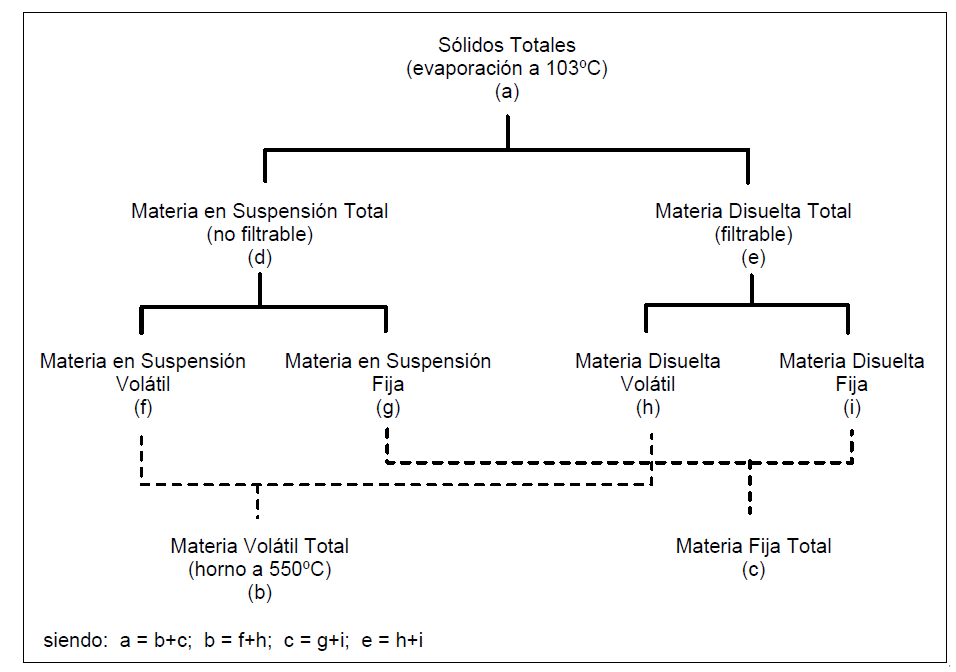 Sólidos Totales
(evaporación a 103ºC)
(a)
Materia en Suspensión Total
(no filtrable)
(d)
Materia Disuelta Total
(filtrable)
(e)
Materia en Suspensión
Volátil
(f)
Materia en Suspensión
Fija
(g)
Materia Disuelta
Volátil
(h)
Materia Disuelta
Fija
(i)
Materia Volátil Total
(horno a 550ºC)
(b)
Materia Fija Total
(c)
siendo: a = b+c; b = f+h; c = g+i; e = h+i